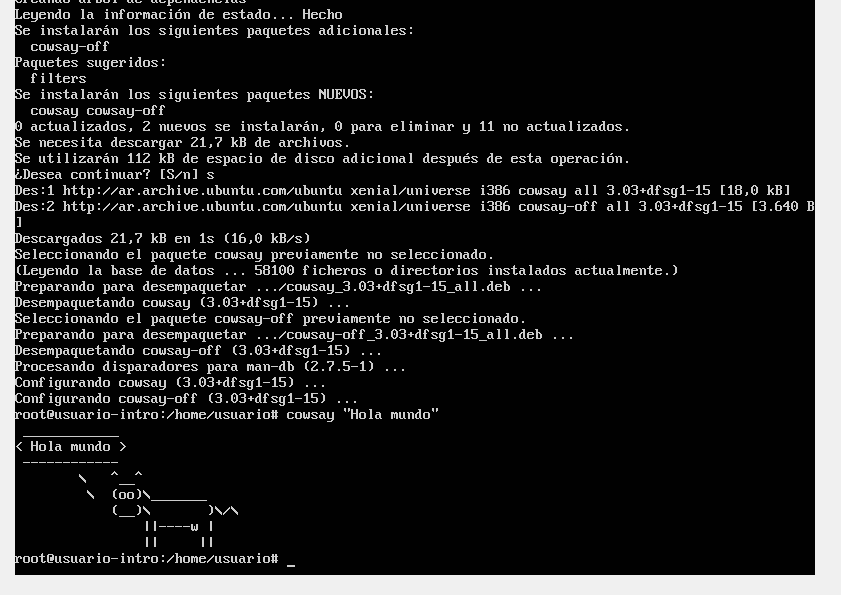 Creando árbol de dependencias
Leyendo la información de estado... Hecho
Se instalarán los siguientes paquetes adicionales:
  cowsay-off
Paquetes sugeridos:
  filters
Se instalarán los siguientes paquetes NUEVOS:
  cowsay cowsay-off
0 actualizados, 2 nuevos se instalarán, 0 para eliminar y 11 no actualizados.
Se necesita descargar 21,7 kB de archivos.
Se utilizarán 112 kB de espacio de disco adicional después de esta operación.
¿Desea continuar? [S/n] s
Des:1 http://ar.archive.ubuntu.com/ubuntu xenial/universe i386 cowsay all 3.03+dfsg1-15 [18,0 kB]
Des:2 http://ar.archive.ubuntu.com/ubuntu xenial/universe i386 cowsay-off all 3.03+dfsg1-15 [3.640 B
]
Descargados 21,7 kB en 1s (16,0 kB/s)
Seleccionando el paquete cowsay previamente no seleccionado.
(Leyendo la base de datos ... 58100 ficheros o directorios instalados actualmente.)
Preparando para desempaquetar .../cowsay_3.03+dfsg1-15_all.deb ...
Desempaquetando cowsay (3.03+dfsg1-15) ...
Seleccionando el paquete cowsay-off previamente no seleccionado.
Preparando para desempaquetar .../cowsay-off_3.03+dfsg1-15_all.deb ...
Desempaquetando cowsay-off (3.03+dfsg1-15) ...
Procesando disparadores para man-db (2.7.5-1) ...
Configurando cowsay (3.03+dfsg1-15) ...
Configurando cowsay-off (3.03+dfsg1-15) ...
root@usuario-intro:/home/usuario# cowsay "Hola mundo"
 ____________
< Hola mundo >
 ------------
        \   ^__^
         \  (oo)\_______
            (__)\       )\/\
                ||----w |
                ||     ||
root@usuario-intro:/home/usuario# _